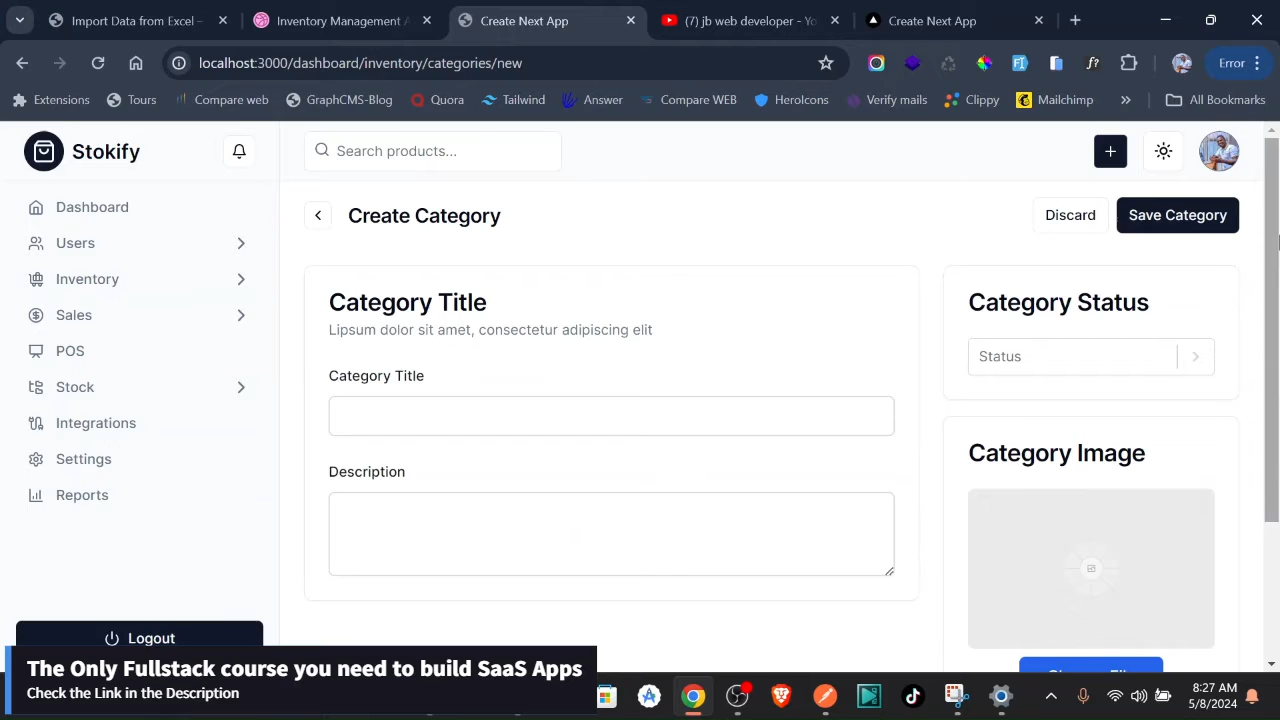 Import Data from Excel –
Inventory Management A
Create Next App
(7) jb web developer - Yo
Create Next App
localhost:3000/dashboard/inventory/categories/new
Error
Extensions
Tours
Compare web
GraphCMS-Blog
Quora
Tailwind
Answer
Compare WEB
HeroIcons
Verify mails
Clippy
Mailchimp
»
All Bookmarks
Stokify
Search products...
Dashboard
Users
Inventory
Sales
POS
Stock
Integrations
Settings
Reports
Logout
Create Category
Discard
Save Category
Category Title
Lipsum dolor sit amet, consectetur adipiscing elit
Category Title
Description
Category Status
Status
Category Image
The Only Fullstack course you need to build SaaS Apps
Check the Link in the Description
8:27 AM
5/8/2024